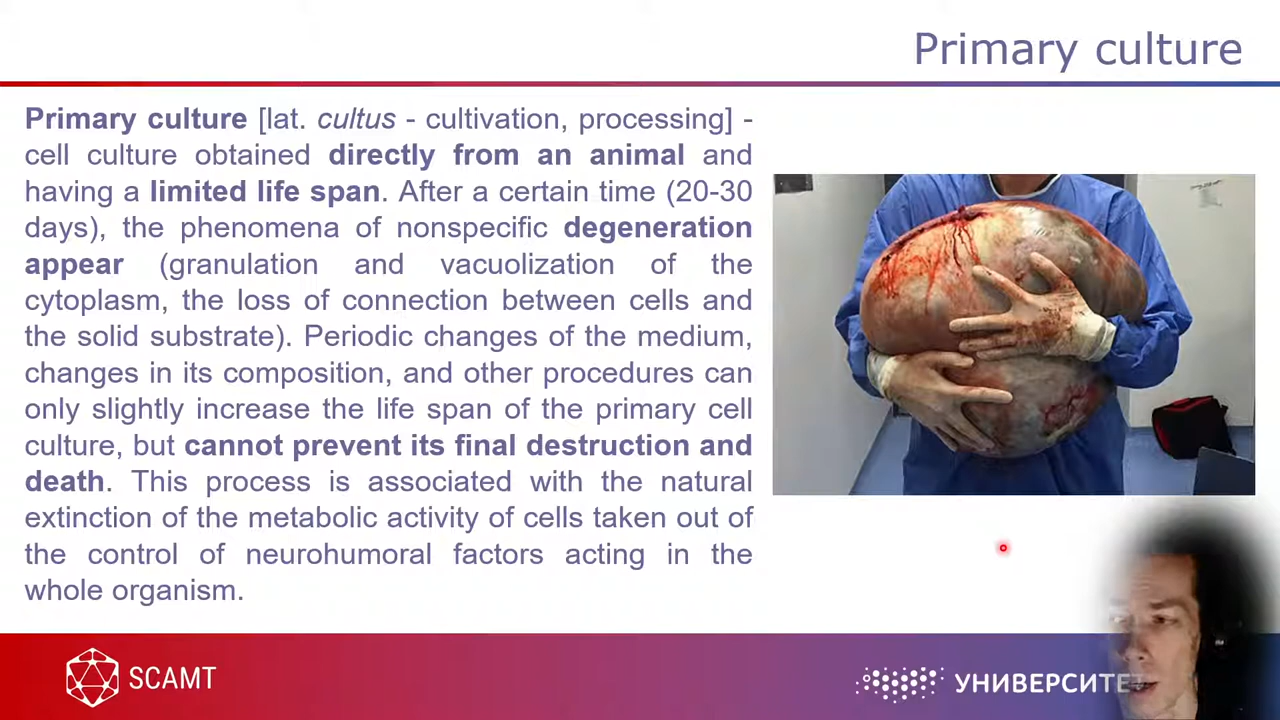 Primary culture
Primary culture [lat. cultus - cultivation, processing] -
cell culture obtained directly from an animal and
having a limited life span. After a certain time (20-30
days), the phenomena of nonspecific degeneration
appear (granulation and vacuolization of the
cytoplasm, the loss of connection between cells and
the solid substrate). Periodic changes of the medium,
changes in its composition, and other procedures can
only slightly increase the life span of the primary cell
culture, but cannot prevent its final destruction and
death. This process is associated with the natural
extinction of the metabolic activity of cells taken out of
the control of neurohumoral factors acting in the
whole organism.
SCAMT
УНИВЕРСИТЕТ